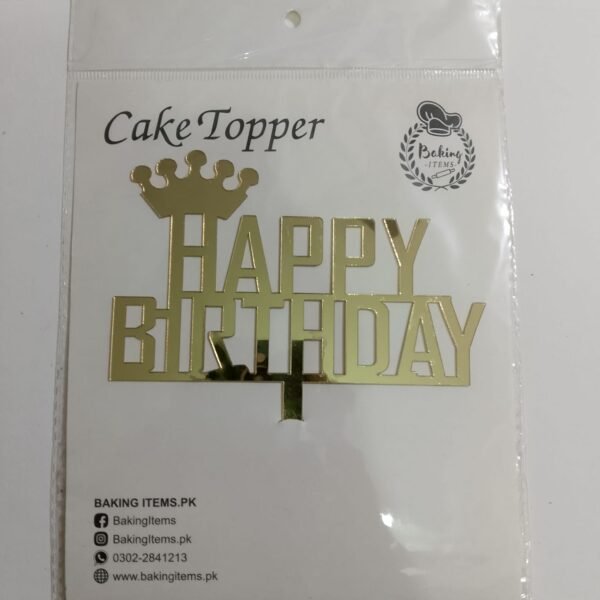 Cake Topper
Baking
-ITEMS-
HAPPY
BIRTHDAY
BAKING ITEMS.PK
BakingItems
BakingItems.pk
0302-2841213
www.bakingitems.pk